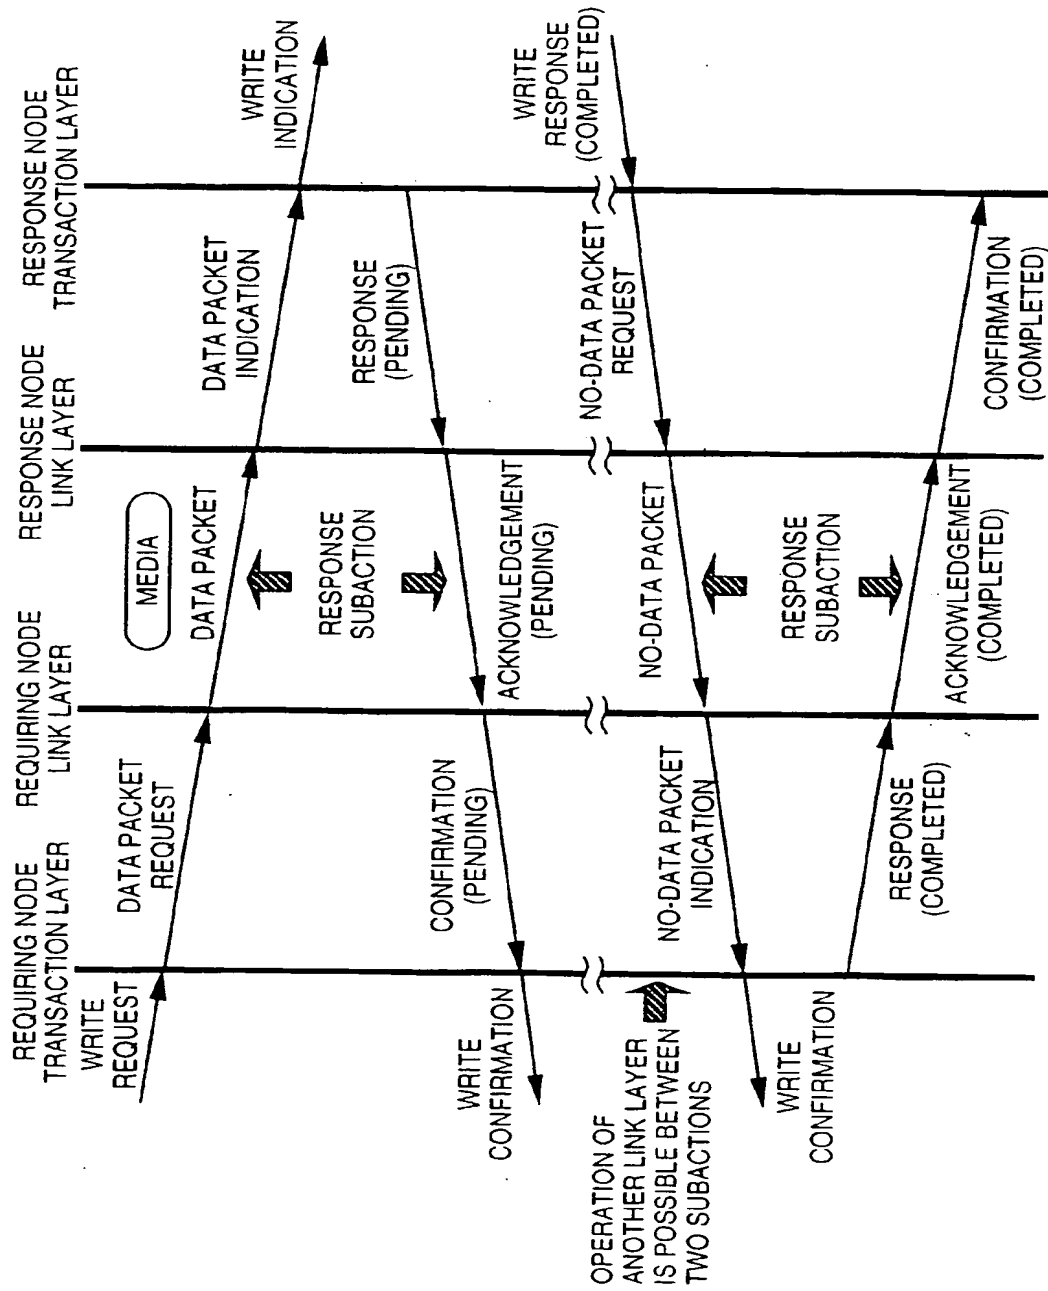 REQUIRING NODE
TRANSACTION LAYER
REQUIRING NODE
LINK LAYER
RESPONSE NODE
LINK LAYER
RESPONSE NODE
TRANSACTION LAYER
MEDIA
WRITE
REQUEST
DATA PACKET
REQUEST
DATA PACKET
DATA PACKET
INDICATION
WRITE
INDICATION
RESPONSE
SUBACTION
RESPONSE
(PENDING)
ACKNOWLEDGEMENT
(PENDING)
CONFIRMATION
(PENDING)
WRITE
CONFIRMATION
OPERATION OF
ANOTHER LINK LAYER
IS POSSIBLE BETWEEN
TWO SUBACTIONS
WRITE
RESPONSE
(COMPLETED)
NO-DATA PACKET
REQUEST
NO-DATA PACKET
NO-DATA PACKET
INDICATION
WRITE
CONFIRMATION
RESPONSE
SUBACTION
RESPONSE
(COMPLETED)
ACKNOWLEDGEMENT
(COMPLETED)
CONFIRMATION
(COMPLETED)